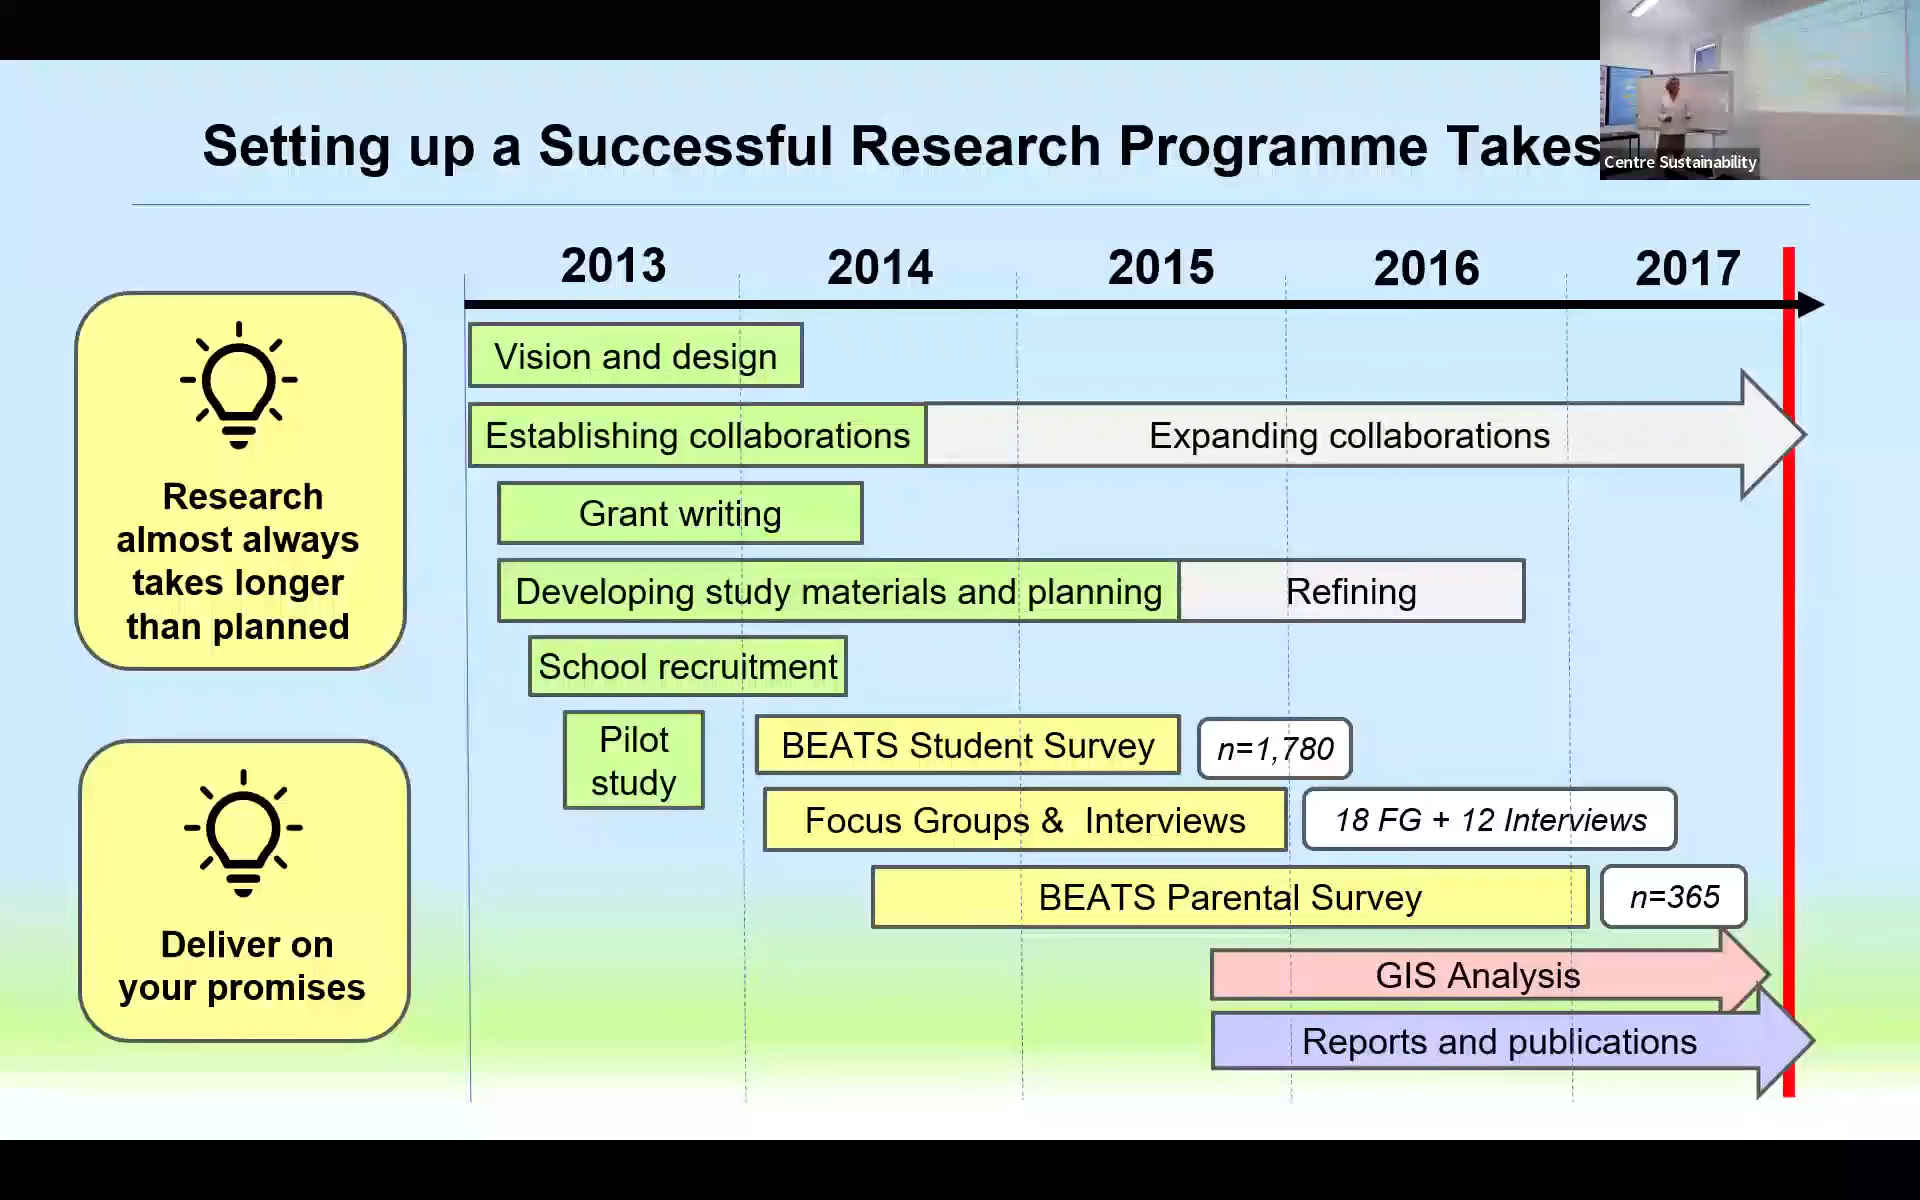 Setting up a Successful Research Programme Takes
Centre Sustainability
2013 2014 2015 2016 2017
Research
almost always
takes longer
than planned
Deliver on
your promises
Vision and design
Establishing collaborations
Expanding collaborations
Grant writing
Developing study materials and planning
Refining
School recruitment
Pilot
study
BEATS Student Survey
n=1,780
Focus Groups & Interviews
18 FG + 12 Interviews
BEATS Parental Survey
n=365
GIS Analysis
Reports and publications